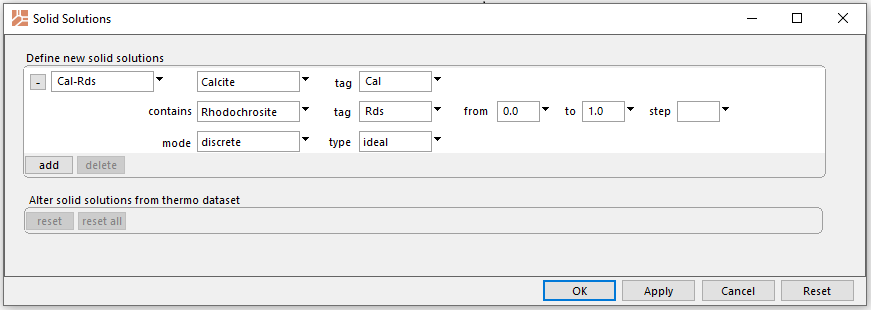 Solid Solutions
Define new solid solutions
- Cal-Rds Calcite tag Cal
contains Rhodochrosite tag Rds from 0.0 to 1.0 step
mode discrete type ideal
add delete
Alter solid solutions from thermo dataset
reset reset all
OK Apply Cancel Reset